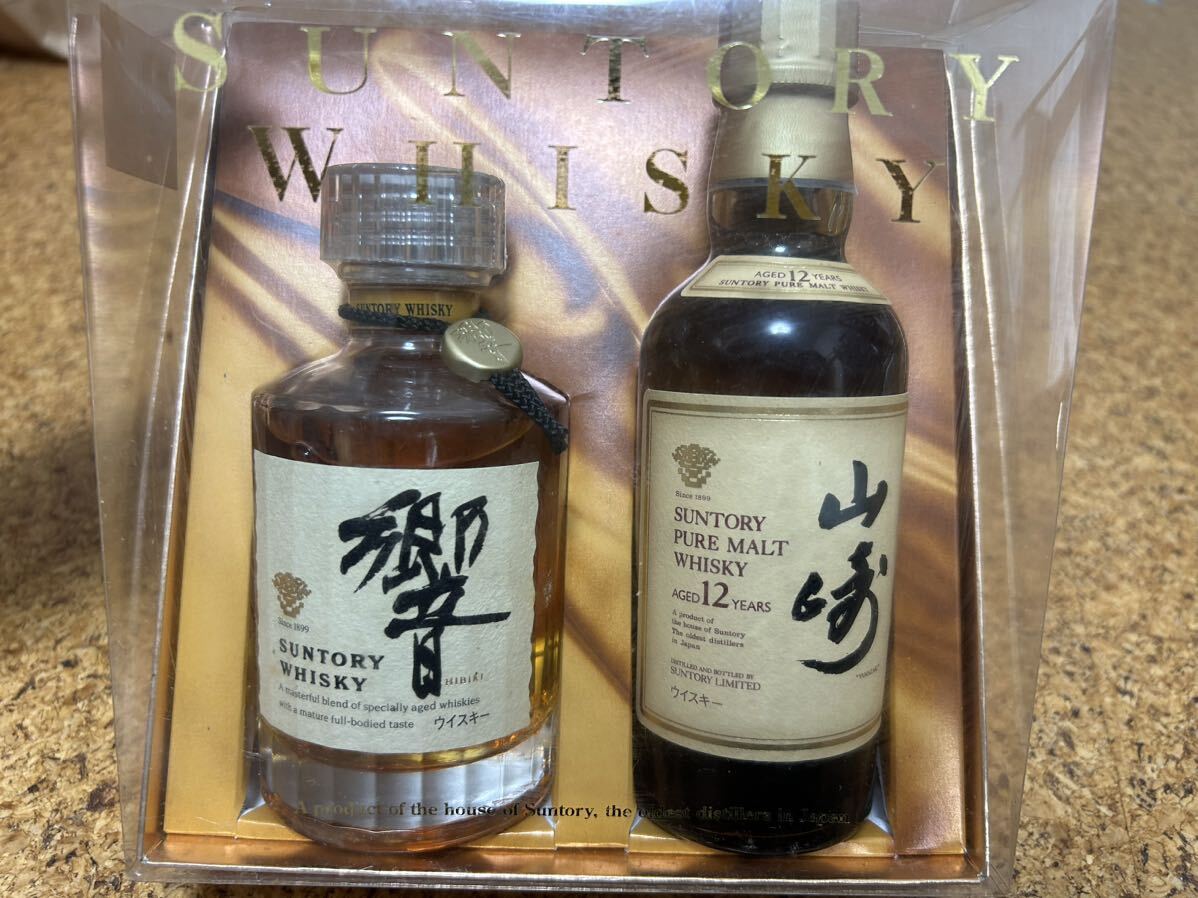 SUNTORY
WHISKY
SUNTORY WHISKY
響
HIBIKI
Since 1899
SUNTORY
WHISKY
A masterful blend of specially aged whiskies
with a mature full-bodied taste
ウイスキー
AGED 12 YEARS
SUNTORY PURE MALT WHISKY
山崎
"YAMAZAKI"
Since 1899
SUNTORY
PURE MALT
WHISKY
AGED 12 YEARS
A product of
the house of Suntory
The oldest distillers
in Japan
DISTILLED AND BOTTLED BY
SUNTORY LIMITED
ウイスキー
A product of the house of Suntory, the oldest distillers in Japan